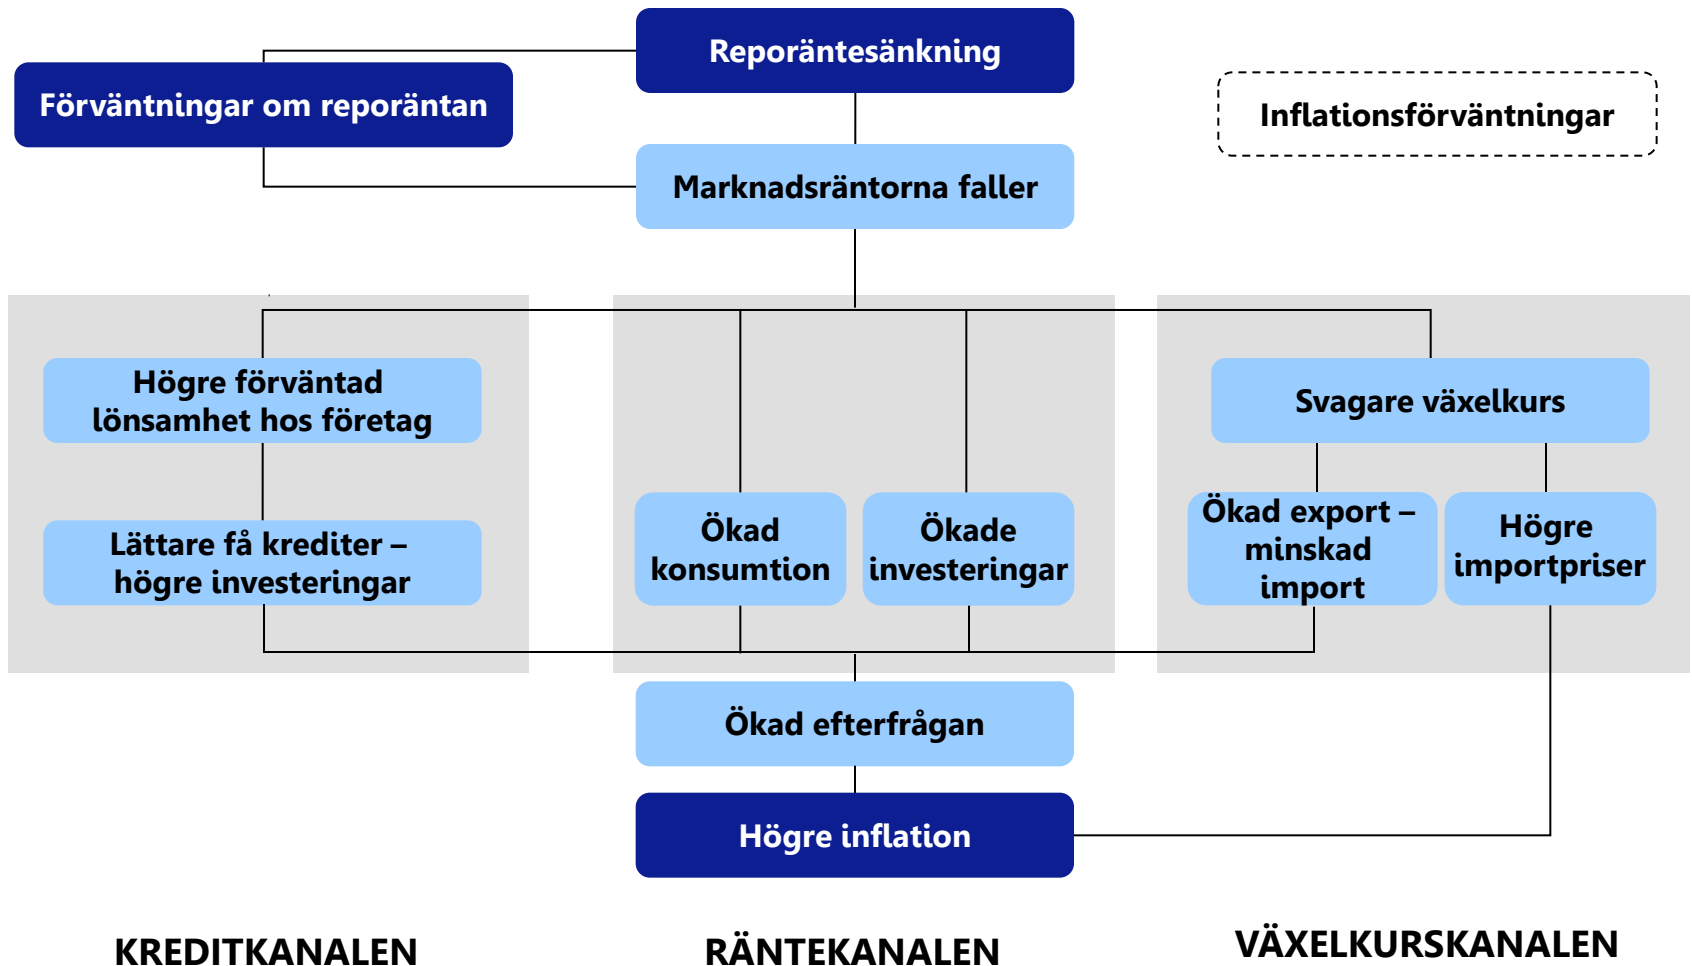 Reporäntesänkning
Förväntningar om reporäntan
Inflationsförväntningar
Marknadsräntorna faller
Högre förväntad
lönsamhet hos företag
Svagare växelkurs
Lättare få krediter –
högre investeringar
Ökad
konsumtion
Ökade
investeringar
Ökad export –
minskad
import
Högre
importpriser
Ökad efterfrågan
Högre inflation
KREDITKANALEN
RÄNTEKANALEN
VÄXELKURSKANALEN